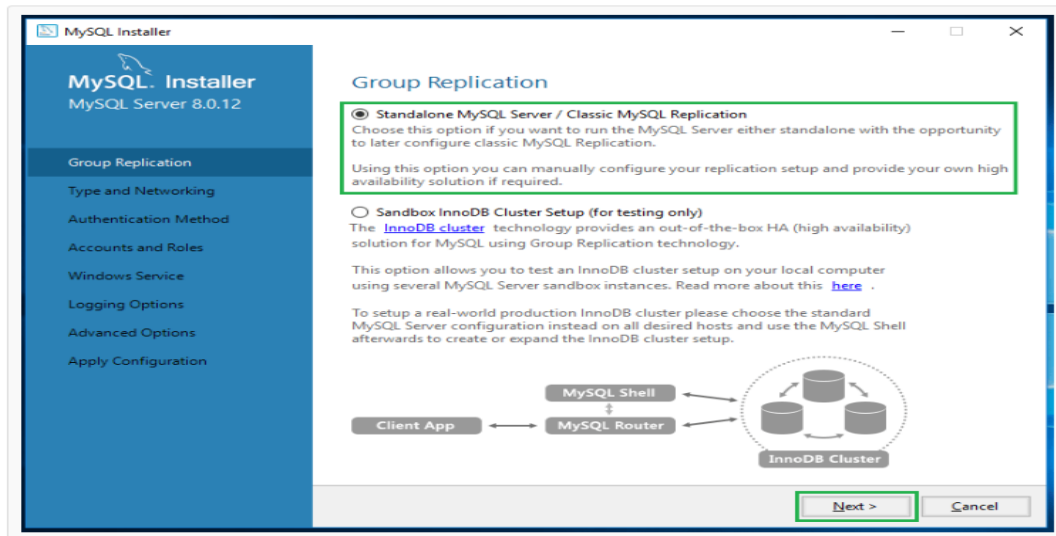 MySQL Installer
MySQL. Installer
MySQL Server 8.0.12
Group Replication
Type and Networking
Authentication Method
Accounts and Roles
Windows Service
Logging Options
Advanced Options
Apply Configuration
Group Replication
Standalone MySQL Server / Classic MySQL Replication
Choose this option if you want to run the MySQL Server either standalone with the opportunity
to later configure classic MySQL Replication.
Using this option you can manually configure your replication setup and provide your own high
availability solution if required.
Sandbox InnoDB Cluster Setup (for testing only)
The InnoDB cluster technology provides an out-of-the-box HA (high availability)
solution for MySQL using Group Replication technology.
This option allows you to test an InnoDB cluster setup on your local computer
using several MySQL Server sandbox instances. Read more about this here .
To setup a real-world production InnoDB cluster please choose the standard
MySQL Server configuration instead on all desired hosts and use the MySQL Shell
afterwards to create or expand the InnoDB cluster setup.
MySQL Shell
Client App
MySQL Router
InnoDB Cluster
Next >
Cancel